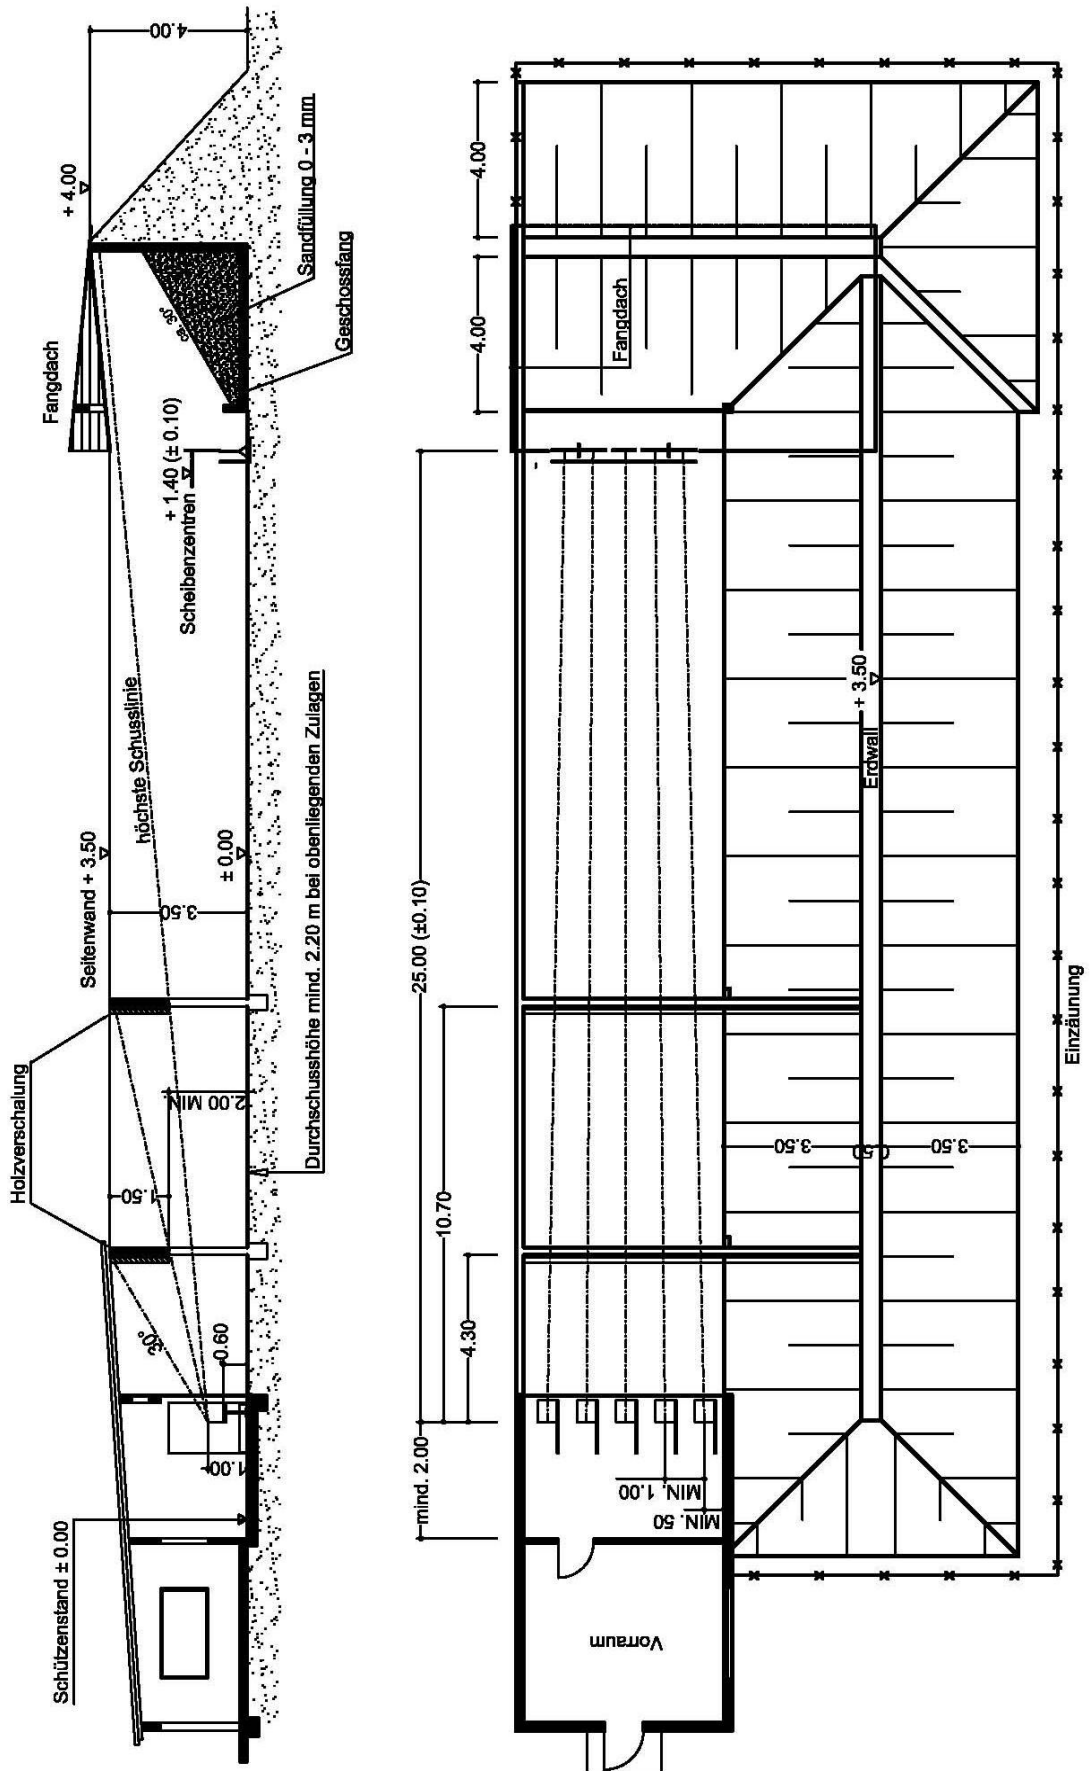 Holzverschalung
Seitenwand + 3.50
höchste Schusslinie
Fangdach
+ 4.00
4.00
Schützenstand ± 0.00
1.00
30°
0.60
1.50
2.00 MIN.
3.50
± 0.00
Durchschusshöhe mind. 2.20 m bei obenliegenden Zulagen
Scheibenzentren
+ 1.40 (± 0.10)
ca. 30°
Geschossfang
Sandfüllung 0 - 3 mm
mind. 2.00
25.00 (±0.10)
10.70
4.30
4.00
4.00
Vorraum
MIN. 50
MIN. 1.00
Fangdach
Erdwall
+ 3.50
3.50
0.50
3.50
Einzäunung